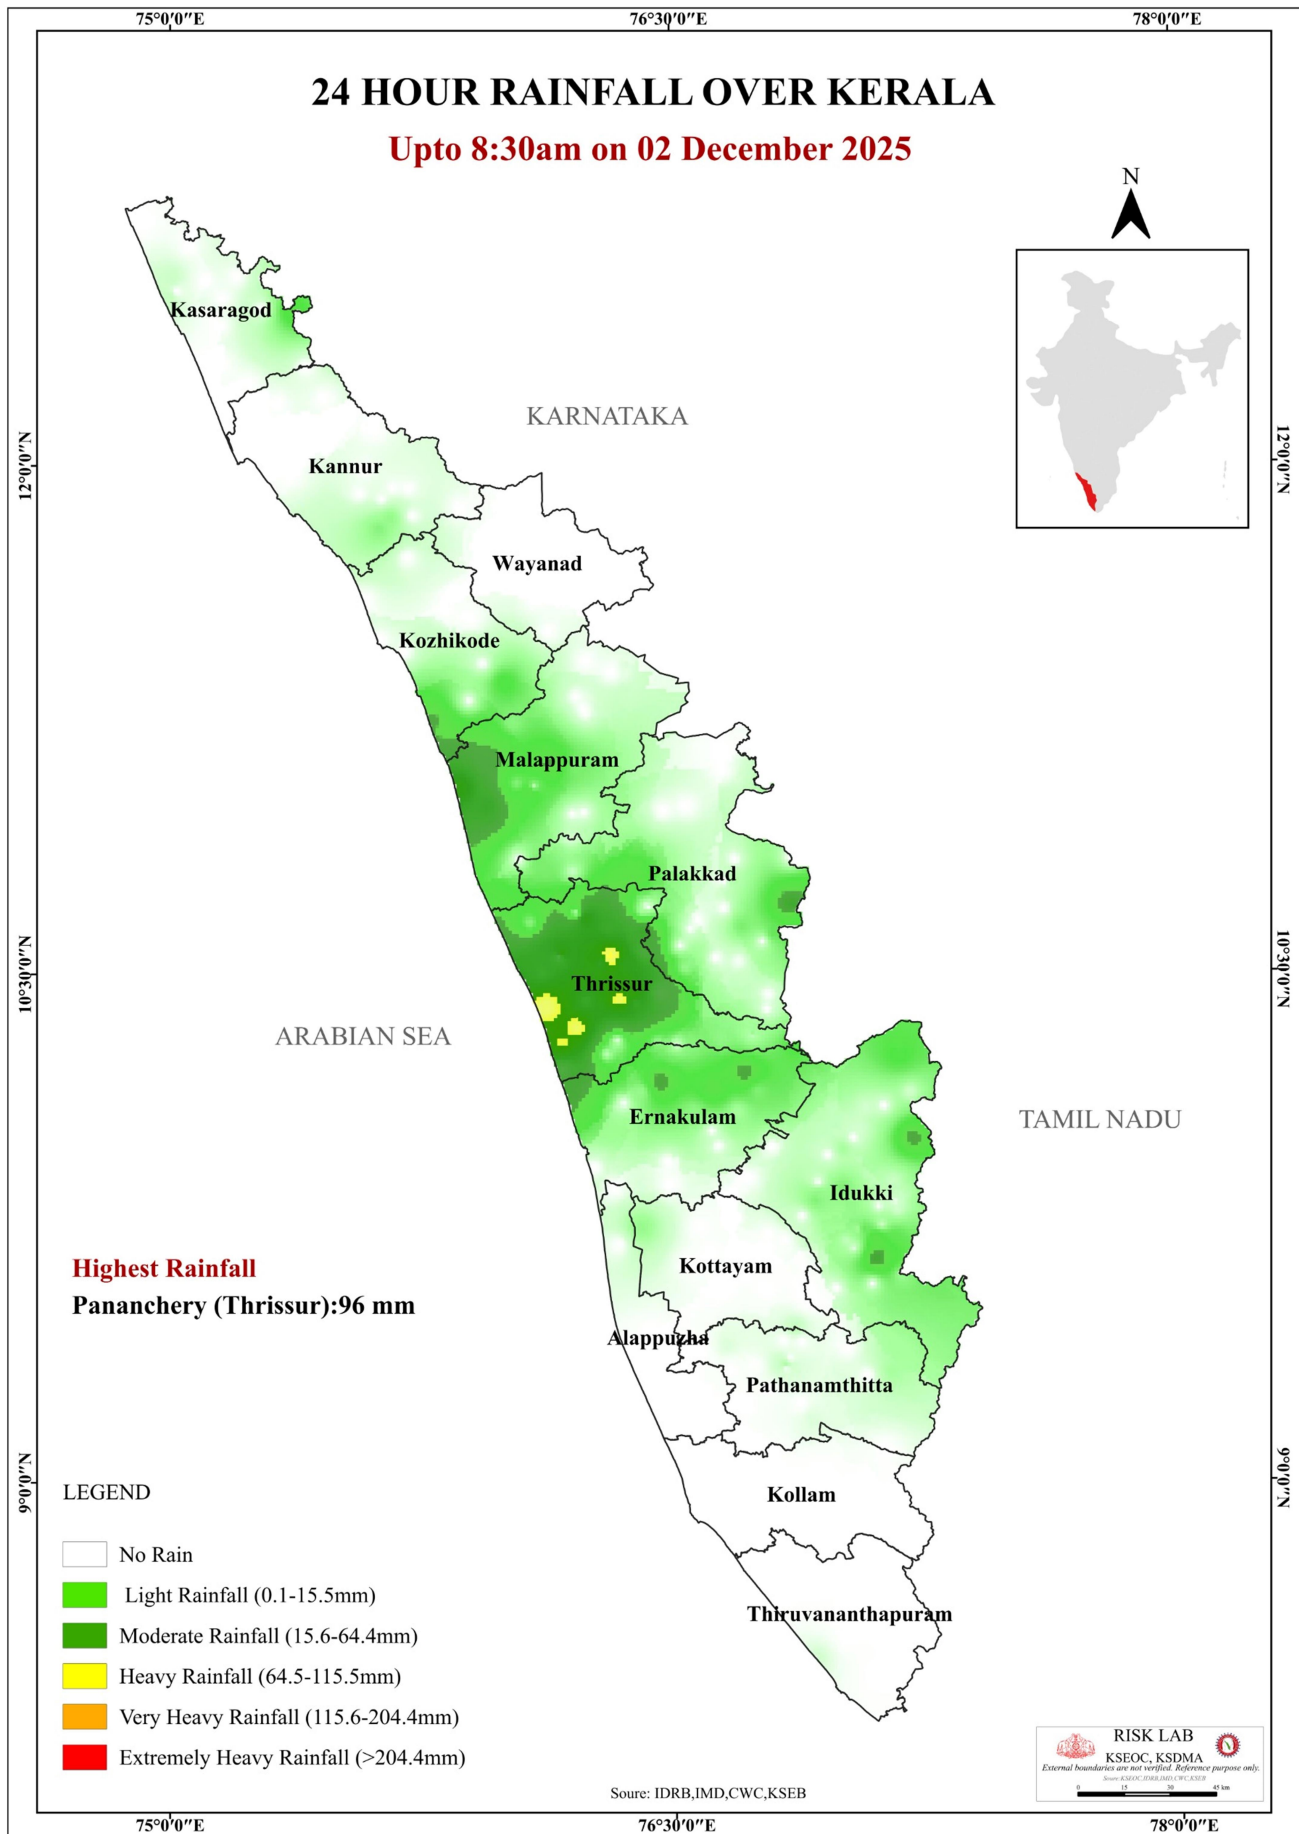 75°0′0″E 76°30′0″E 78°0′0″E
24 HOUR RAINFALL OVER KERALA
Upto 8:30am on 02 December 2025
N
Kasaragod
KARNATAKA
12°0′0″N 12°0′0″N
Kannur
Wayanad
Kozhikode
Malappuram
Palakkad
10°30′0″N 10°30′0″N
Thrissur
ARABIAN SEA
Ernakulam
TAMIL NADU
Idukki
Kottayam
Highest Rainfall
Pananchery (Thrissur):96 mm
Alappuzha
Pathanamthitta
9°0′0″N 9°0′0″N
Kollam
Thiruvananthapuram
LEGEND
No Rain
Light Rainfall (0.1-15.5mm)
Moderate Rainfall (15.6-64.4mm)
Heavy Rainfall (64.5-115.5mm)
Very Heavy Rainfall (115.6-204.4mm)
Extremely Heavy Rainfall (>204.4mm)
Soure: IDRB,IMD,CWC,KSEB
RISK LAB
KSEOC, KSDMA
External boundaries are not verified. Reference purpose only.
Soure:KSEOC,IDRB,IMD,CWC,KSEB
0 15 30 45 km
75°0′0″E 76°30′0″E 78°0′0″E